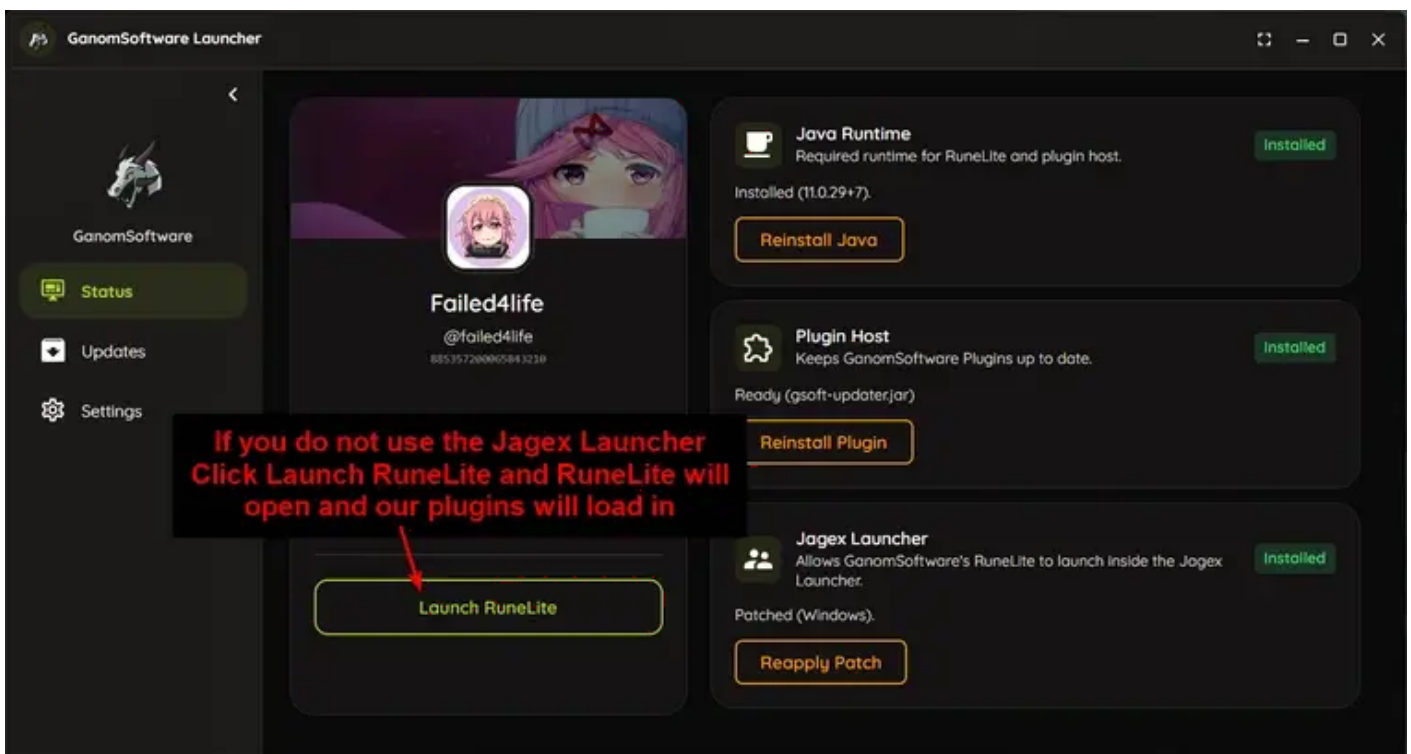 GanomSoftware Launcher
GanomSoftware
Status
Updates
Settings
Failed4life
@failed4life
885357200065843210
If you do not use the Jagex Launcher
Click Launch RuneLite and RuneLite will
open and our plugins will load in
Launch RuneLite
Java Runtime
Required runtime for RuneLite and plugin host.
Installed
Installed (11.0.29+7).
Reinstall Java
Plugin Host
Keeps GanomSoftware Plugins up to date.
Installed
Ready (gsoft-updater.jar)
Reinstall Plugin
Jagex Launcher
Allows GanomSoftware's RuneLite to launch inside the Jagex
Launcher.
Installed
Patched (Windows).
Reapply Patch